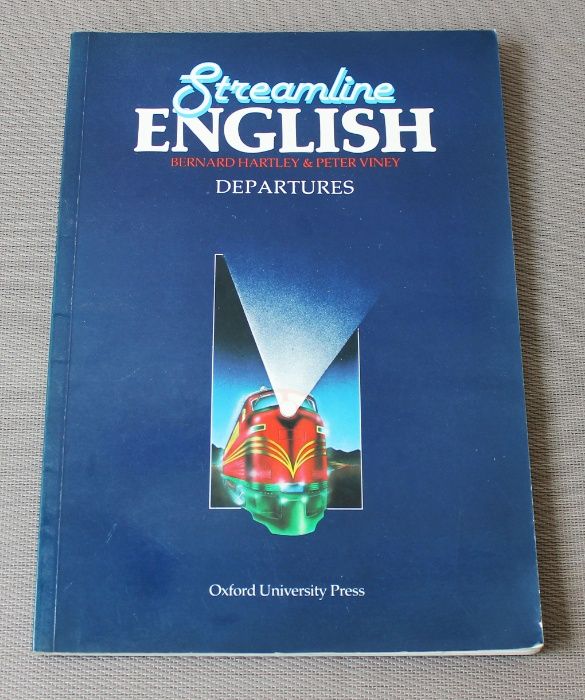 Streamline
ENGLISH
BERNARD HARTLEY & PETER VINEY
DEPARTURES
Oxford University Press